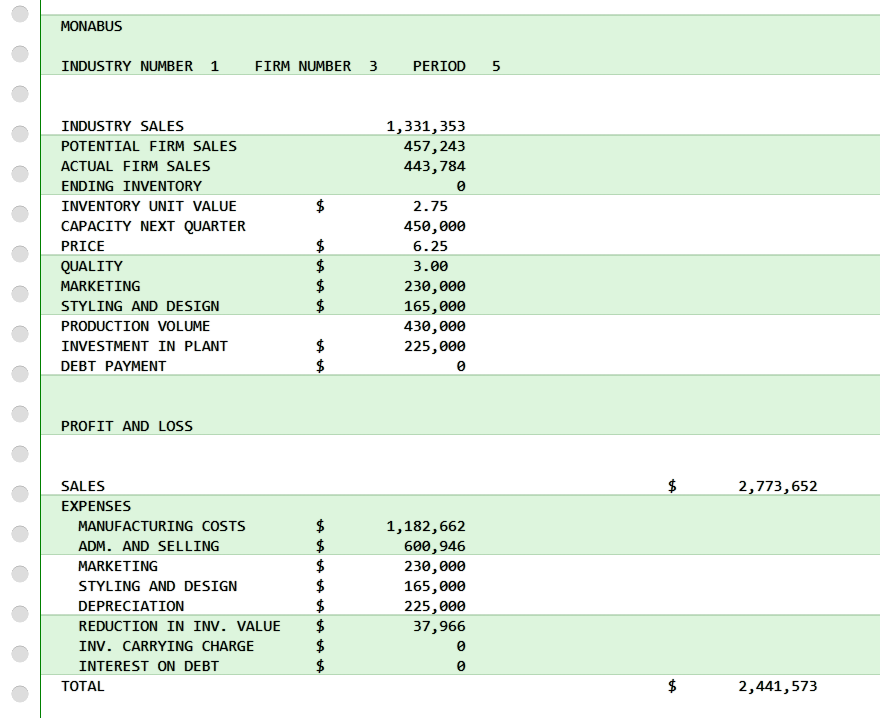 MONABUS
INDUSTRY NUMBER 1 FIRM NUMBER 3 PERIOD 5
INDUSTRY SALES 1,331,353
POTENTIAL FIRM SALES 457,243
ACTUAL FIRM SALES 443,784
ENDING INVENTORY 0
INVENTORY UNIT VALUE $ 2.75
CAPACITY NEXT QUARTER 450,000
PRICE $ 6.25
QUALITY $ 3.00
MARKETING $ 230,000
STYLING AND DESIGN $ 165,000
PRODUCTION VOLUME 430,000
INVESTMENT IN PLANT $ 225,000
DEBT PAYMENT $ 0
PROFIT AND LOSS
SALES $ 2,773,652
EXPENSES
MANUFACTURING COSTS $ 1,182,662
ADM. AND SELLING $ 600,946
MARKETING $ 230,000
STYLING AND DESIGN $ 165,000
DEPRECIATION $ 225,000
REDUCTION IN INV. VALUE $ 37,966
INV. CARRYING CHARGE $ 0
INTEREST ON DEBT $ 0
TOTAL $ 2,441,573